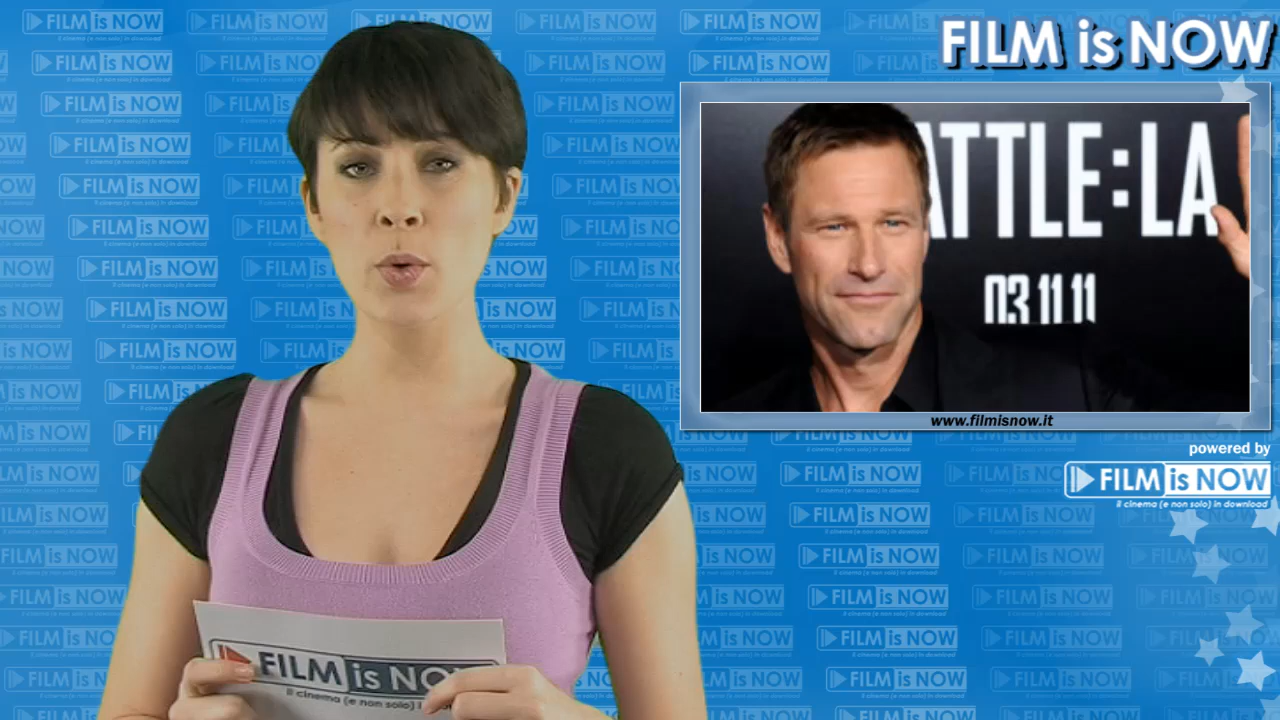 FILM is NOW
ATTLE:LA
03.11.11
www.filmisnow.it
powered by
FILM is NOW
il cinema (e non solo) in download
FILM is NO
il cinema (e non solo) i